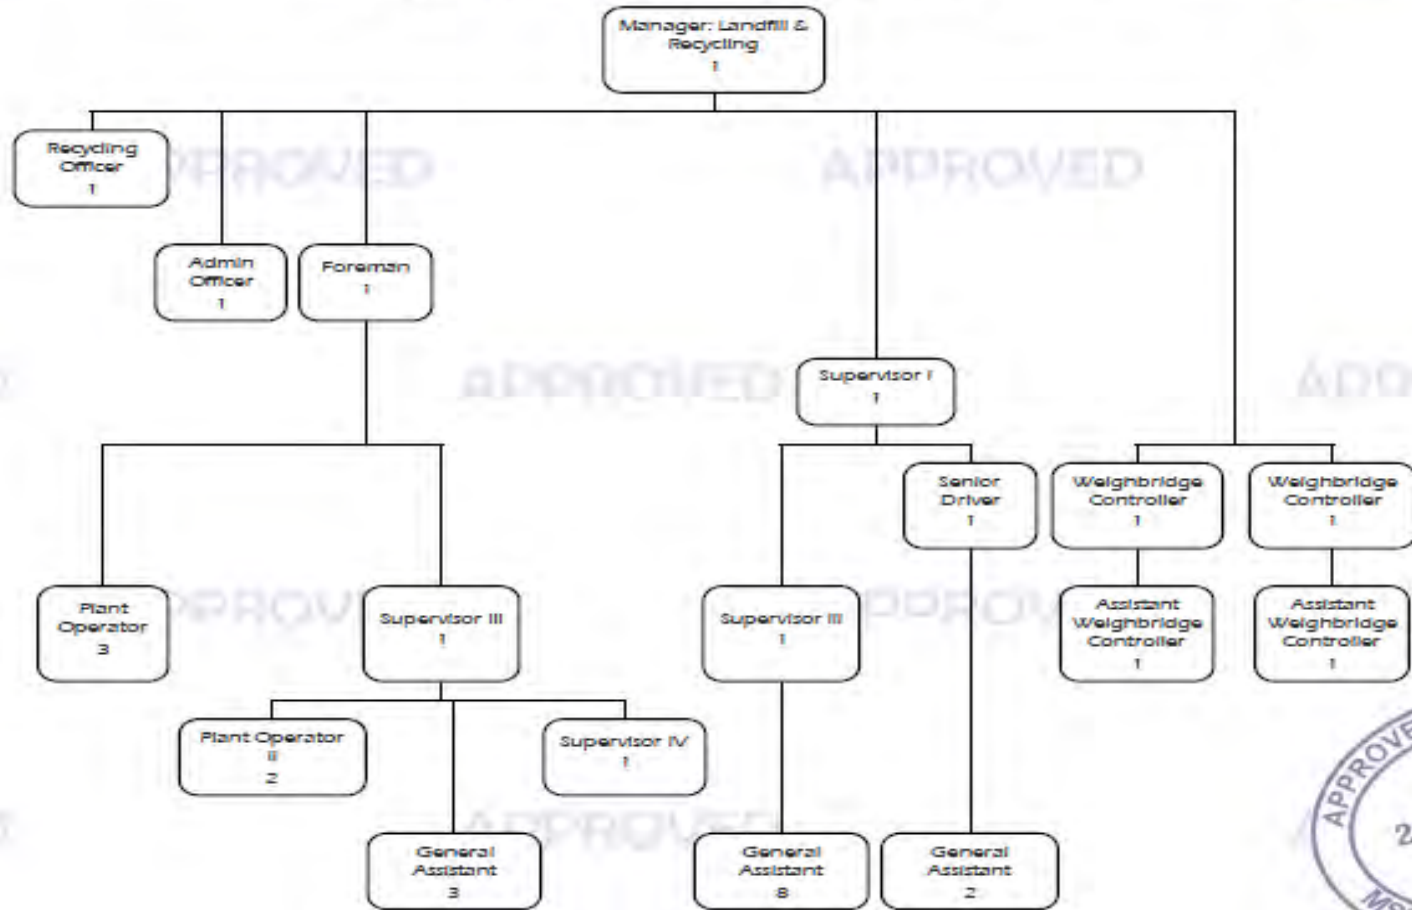 Manager: Landfill &
Recycling
1
Recycling
Officer
1
APPROVED
APPROVED
Admin
Officer
1
Foreman
1
APPROVED
Supervisor I
1
Senior
Driver
1
Weighbridge
Controller
1
Weighbridge
Controller
1
Plant
Operator
3
Supervisor III
1
Supervisor III
1
Assistant
Weighbridge
Controller
1
Assistant
Weighbridge
Controller
1
Plant Operator
II
2
Supervisor IV
1
APPROVED
General
Assistant
3
General
Assistant
8
General
Assistant
2
APPROVE
2